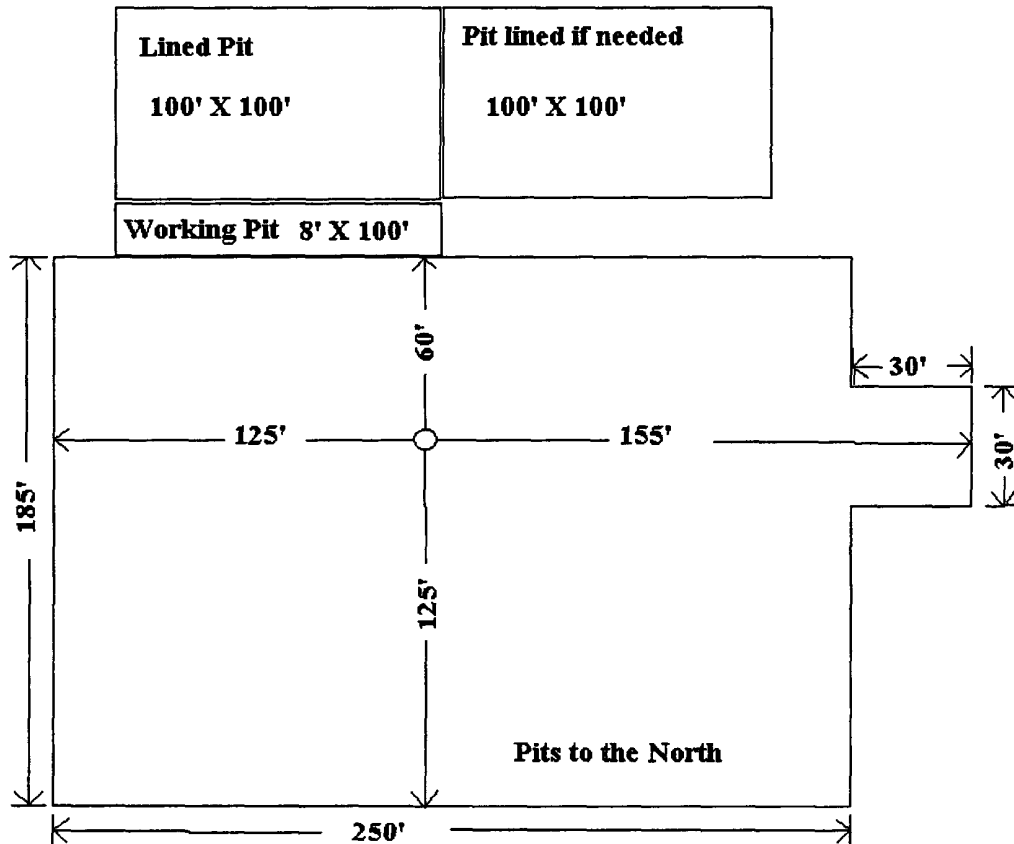 Lined Pit
100' X 100'
Pit lined if needed
100' X 100'
Working Pit 8' X 100'
60'
30'
125'
155'
30'
185'
125'
Pits to the North
250'